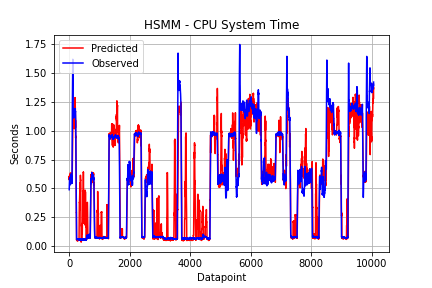 HSMM - CPU System Time
Predicted
Observed
1.75
1.50
1.25
1.00
0.75
0.50
0.25
0.00
Seconds
0 2000 4000 6000 8000 10000
Datapoint